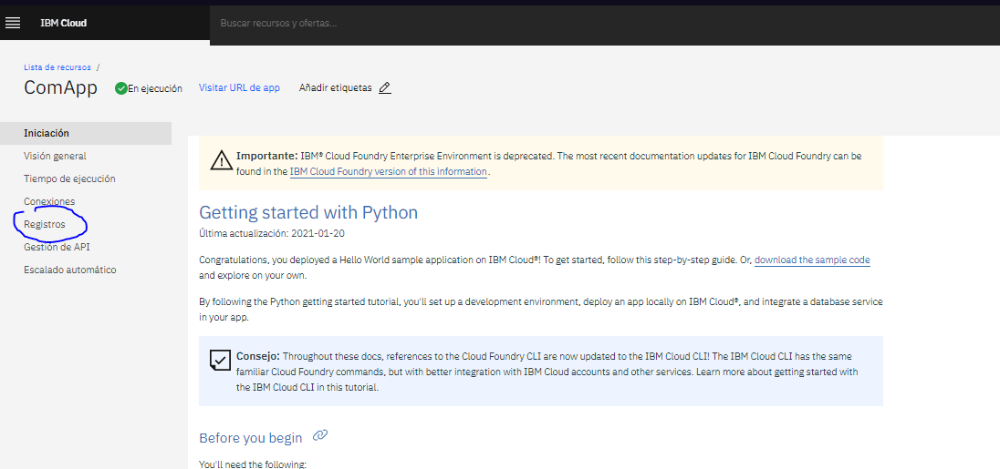 IBM Cloud
Buscar recursos y ofertas...
Lista de recursos /
ComApp
En ejecución
Visitar URL de app
Añadir etiquetas
Iniciación
Visión general
Tiempo de ejecución
Conexiones
Registros
Gestión de API
Escalado automático
Importante: IBM® Cloud Foundry Enterprise Environment is deprecated. The most recent documentation updates for IBM Cloud Foundry can be
found in the IBM Cloud Foundry version of this information.
Getting started with Python
Última actualización: 2021-01-20
Congratulations, you deployed a Hello World sample application on IBM Cloud®! To get started, follow this step-by-step guide. Or, download the sample code
and explore on your own.
By following the Python getting started tutorial, you'll set up a development environment, deploy an app locally on IBM Cloud®, and integrate a database service
in your app.
Consejo: Throughout these docs, references to the Cloud Foundry CLI are now updated to the IBM Cloud CLI! The IBM Cloud CLI has the same
familiar Cloud Foundry commands, but with better integration with IBM Cloud accounts and other services. Learn more about getting started with
the IBM Cloud CLI in this tutorial.
Before you begin
You'll need the following: